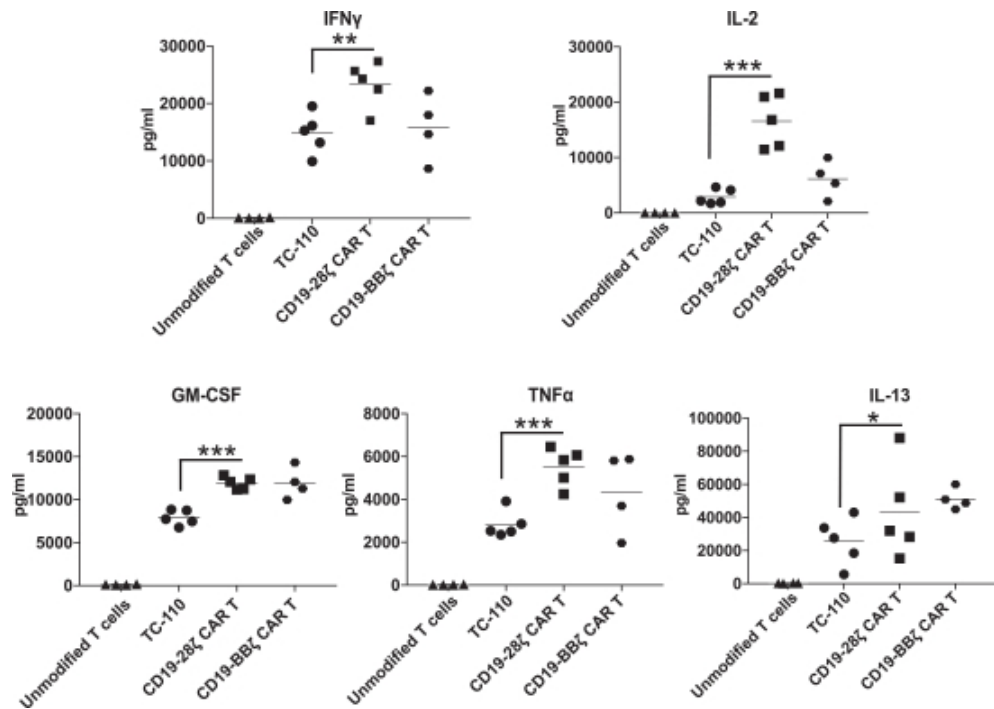 IFNγ
**
30000
20000
10000
0
pg/ml
Unmodified T cells
TC-110
CD19-28ζ CAR T
CD19-BBζ CAR T
IL-2
***
30000
20000
10000
0
pg/ml
Unmodified T cells
TC-110
CD19-28ζ CAR T
CD19-BBζ CAR T
GM-CSF
***
20000
15000
10000
5000
0
pg/ml
Unmodified T cells
TC-110
CD19-28ζ CAR T
CD19-BBζ CAR T
TNFα
***
8000
6000
4000
2000
0
pg/ml
Unmodified T cells
TC-110
CD19-28ζ CAR T
CD19-BBζ CAR T
IL-13
*
100000
80000
60000
40000
20000
0
pg/ml
Unmodified T cells
TC-110
CD19-28ζ CAR T
CD19-BBζ CAR T